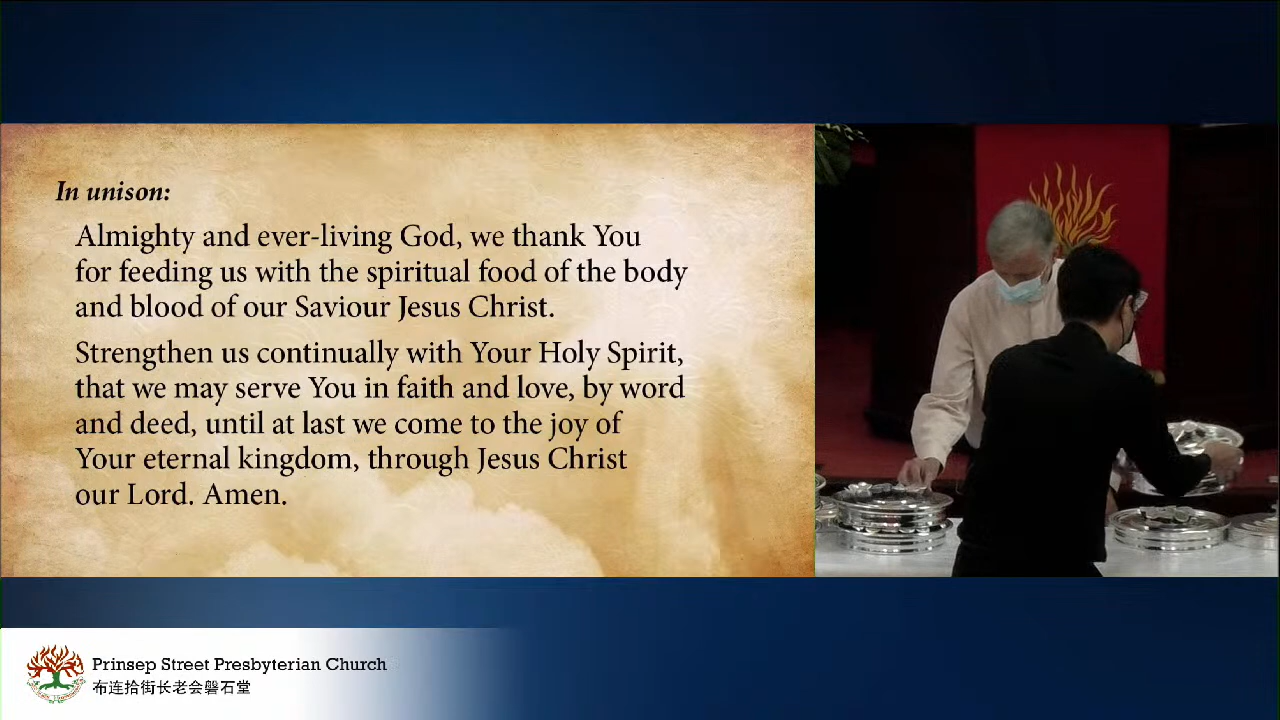 In unison:
Almighty and ever-living God, we thank You
for feeding us with the spiritual food of the body
and blood of our Saviour Jesus Christ.
Strengthen us continually with Your Holy Spirit,
that we may serve You in faith and love, by word
and deed, until at last we come to the joy of
Your eternal kingdom, through Jesus Christ
our Lord. Amen.
Prinsep Street Presbyterian Church
布连拾街长老会磐石堂